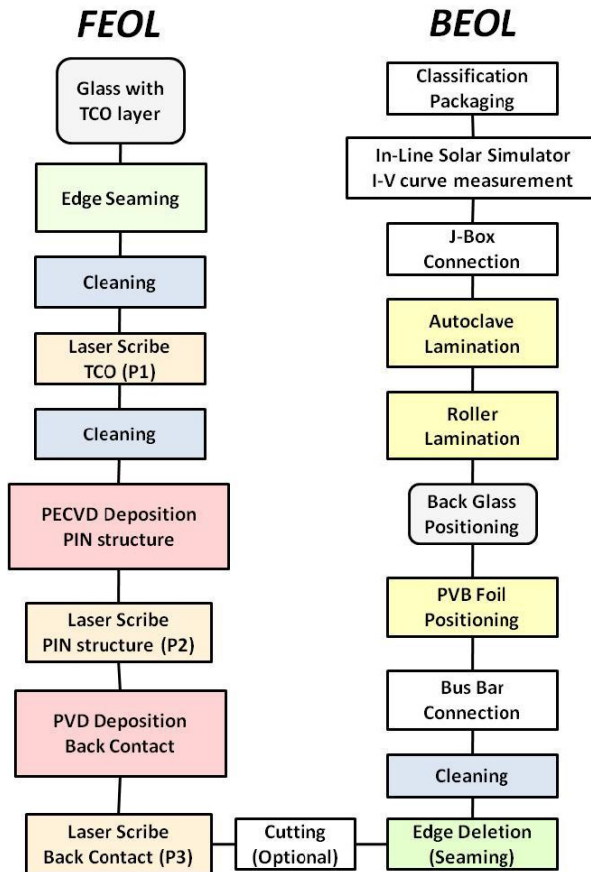 FEOL
Glass with
TCO layer
Edge Seaming
Cleaning
Laser Scribe
TCO (P1)
Cleaning
PECVD Deposition
PIN structure
Laser Scribe
PIN structure (P2)
PVD Deposition
Back Contact
Laser Scribe
Back Contact (P3)
Cutting
(Optional)
BEOL
Classification
Packaging
In-Line Solar Simulator
I-V curve measurement
J-Box
Connection
Autoclave
Lamination
Roller
Lamination
Back Glass
Positioning
PVB Foil
Positioning
Bus Bar
Connection
Cleaning
Edge Deletion
(Seaming)